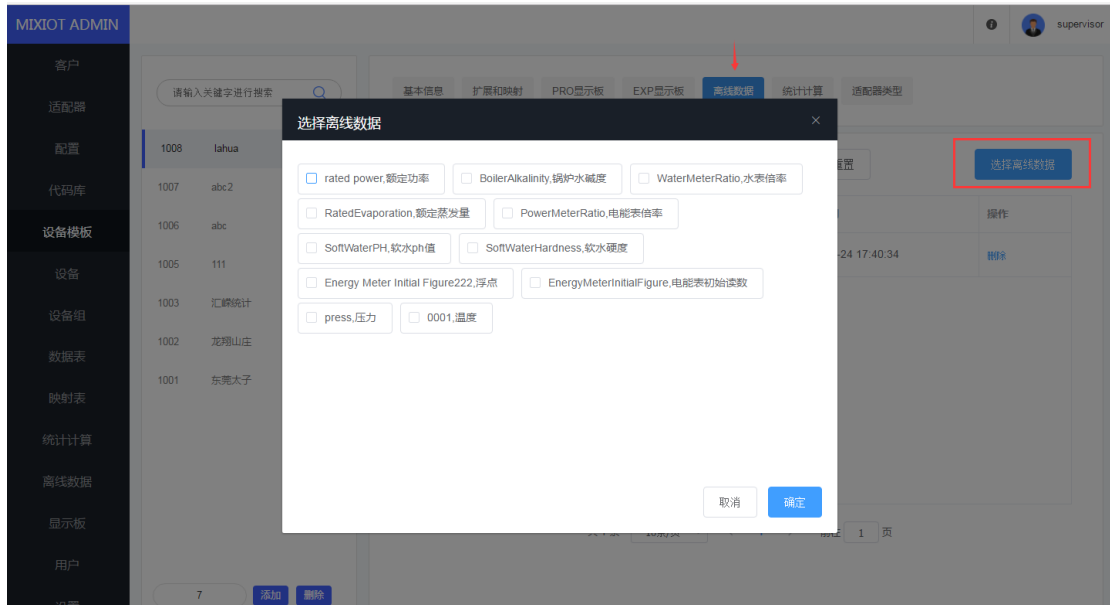 MIXIOT ADMIN
supervisor
客户
适配器
配置
代码库
设备模板
设备
设备组
数据表
映射表
统计计算
离线数据
显示板
用户
请输入关键字进行搜索
1008 lahua
1007 abc2
1006 abc
1005 111
1003 汇嵘统计
1002 龙翔山庄
1001 东莞太子
7 添加 删除
基本信息 扩展和映射 PRO显示板 EXP显示板 离线数据 统计计算 适配器类型
重置 选择离线数据
操作
-24 17:40:34 删除
选择离线数据
rated power,额定功率 BoilerAlkalinity,锅炉水碱度 WaterMeterRatio,水表倍率
RatedEvaporation,额定蒸发量 PowerMeterRatio,电能表倍率
SoftWaterPH,软水ph值 SoftWaterHardness,软水硬度
Energy Meter Initial Figure222,浮点 EnergyMeterInitialFigure,电能表初始读数
press,压力 0001,温度
取消 确定
前往 1 页